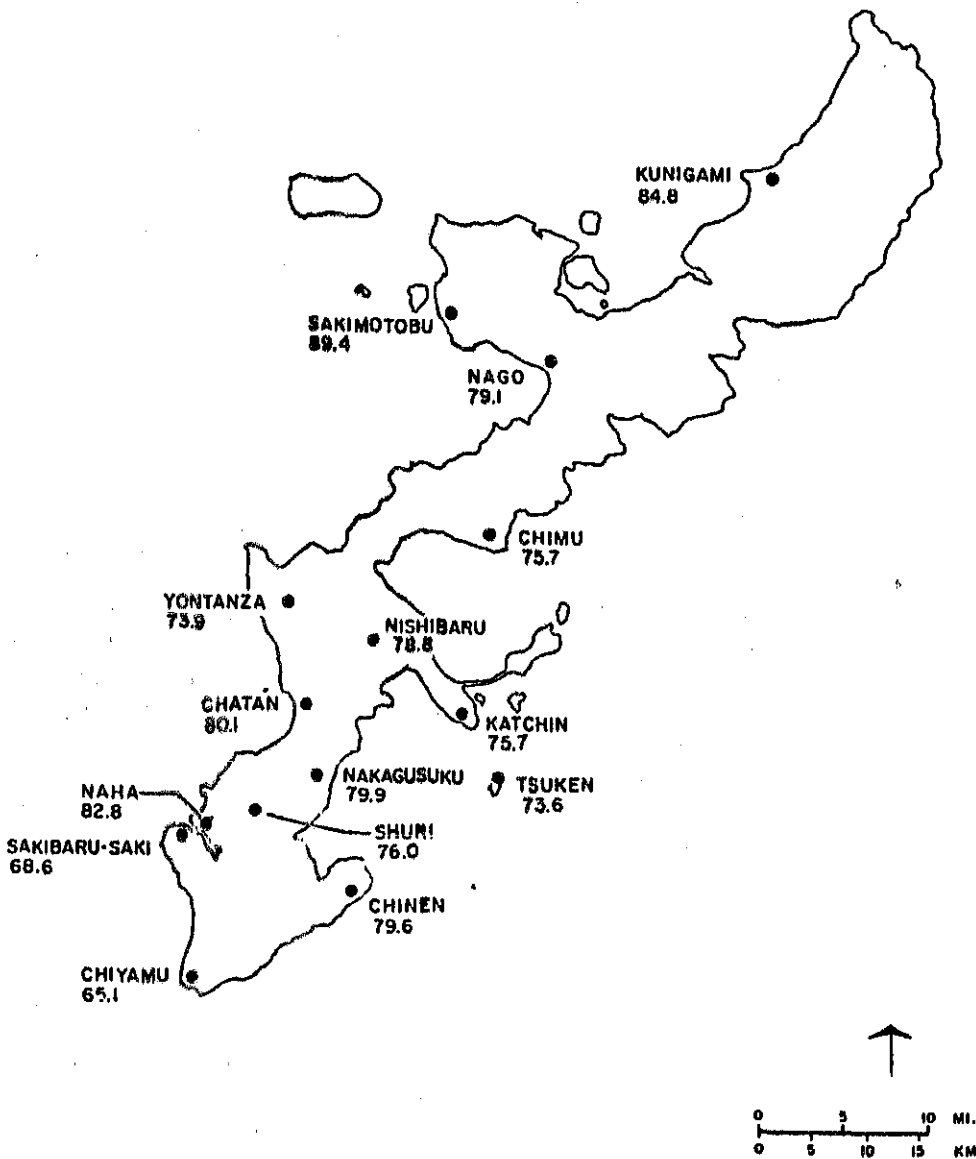 KUNIGAMI
84.8
SAKIMOTOBU
89.4
NAGO
79.1
CHIMU
75.7
YONTANZA
73.9
NISHIBARU
78.8
CHATAN
80.1
KATCHIN
75.7
NAKAGUSUKU
79.9
TSUKEN
73.6
NAHA
82.8
SHURI
76.0
SAKIBARU-SAKI
68.6
CHINEN
79.6
CHIYAMU
65.1
0 5 10 MI.
0 5 10 15 KM